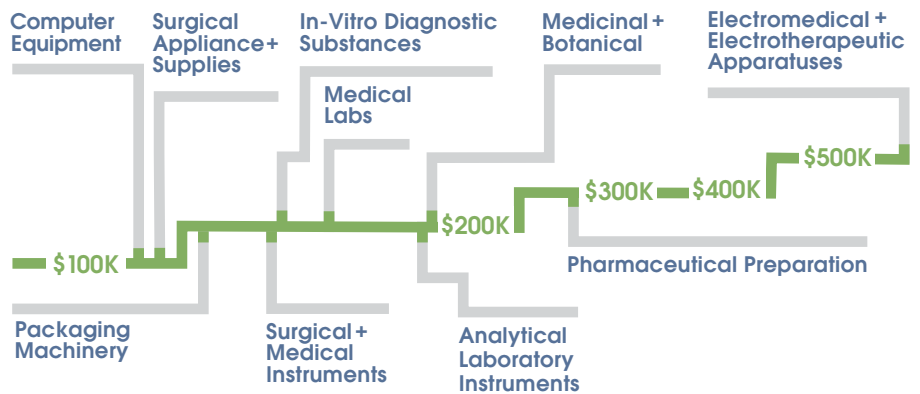 Computer
Equipment
Surgical
Appliance+
Supplies
In-Vitro Diagnostic
Substances
Medical
Labs
Medicinal+
Botanical
Electromedical+
Electrotherapeutic
Apparatuses
$100K
$200K
$300K
$400K
$500K
Packaging
Machinery
Surgical+
Medical
Instruments
Analytical
Laboratory
Instruments
Pharmaceutical Preparation